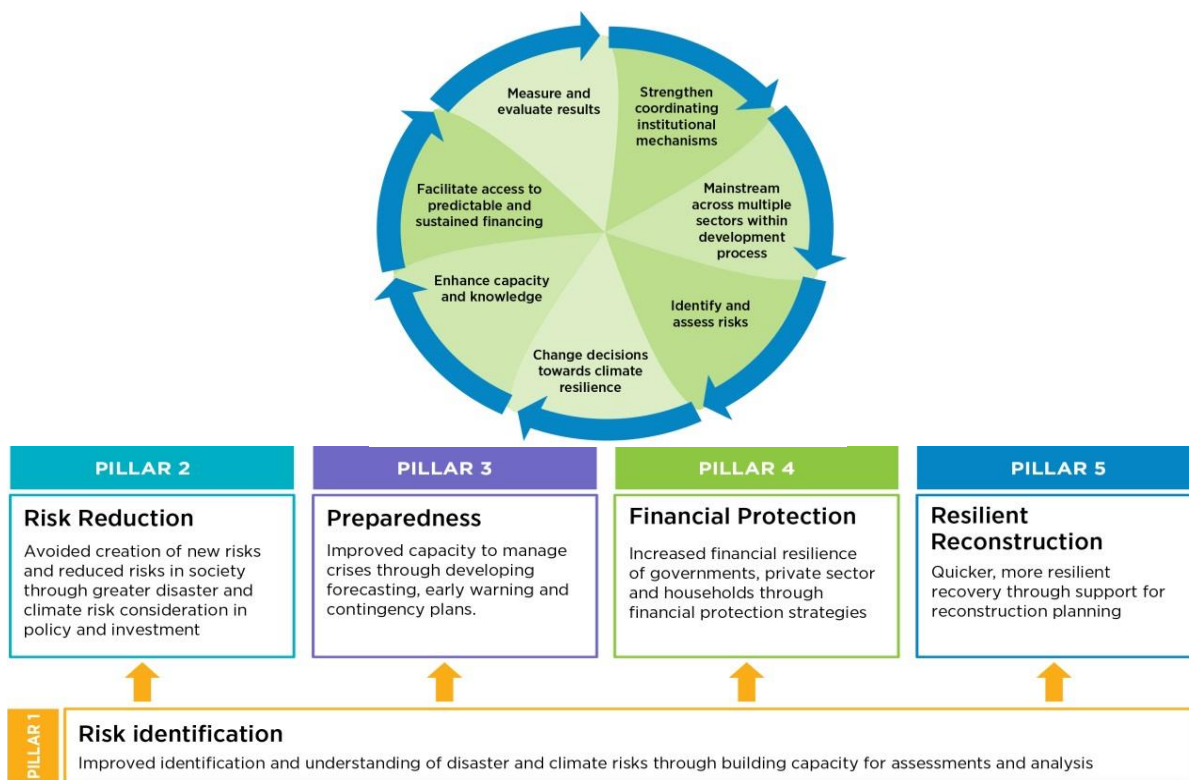 Measure and
evaluate results
Strengthen
coordinating
institutional
mechanisms
Mainstream
across multiple
sectors within
development
process
Identify and
assess risks
Change decisions
towards climate
resilience
Enhance capacity
and knowledge
Facilitate access to
predictable and
sustained financing
PILLAR 2
Risk Reduction
Avoided creation of new risks
and reduced risks in society
through greater disaster and
climate risk consideration in
policy and investment
PILLAR 3
Preparedness
Improved capacity to manage
crises through developing
forecasting, early warning and
contingency plans.
PILLAR 4
Financial Protection
Increased financial resilience
of governments, private sector
and households through
financial protection strategies
PILLAR 5
Resilient
Reconstruction
Quicker, more resilient
recovery through support for
reconstruction planning
PILLAR 1
Risk identification
Improved identification and understanding of disaster and climate risks through building capacity for assessments and analysis